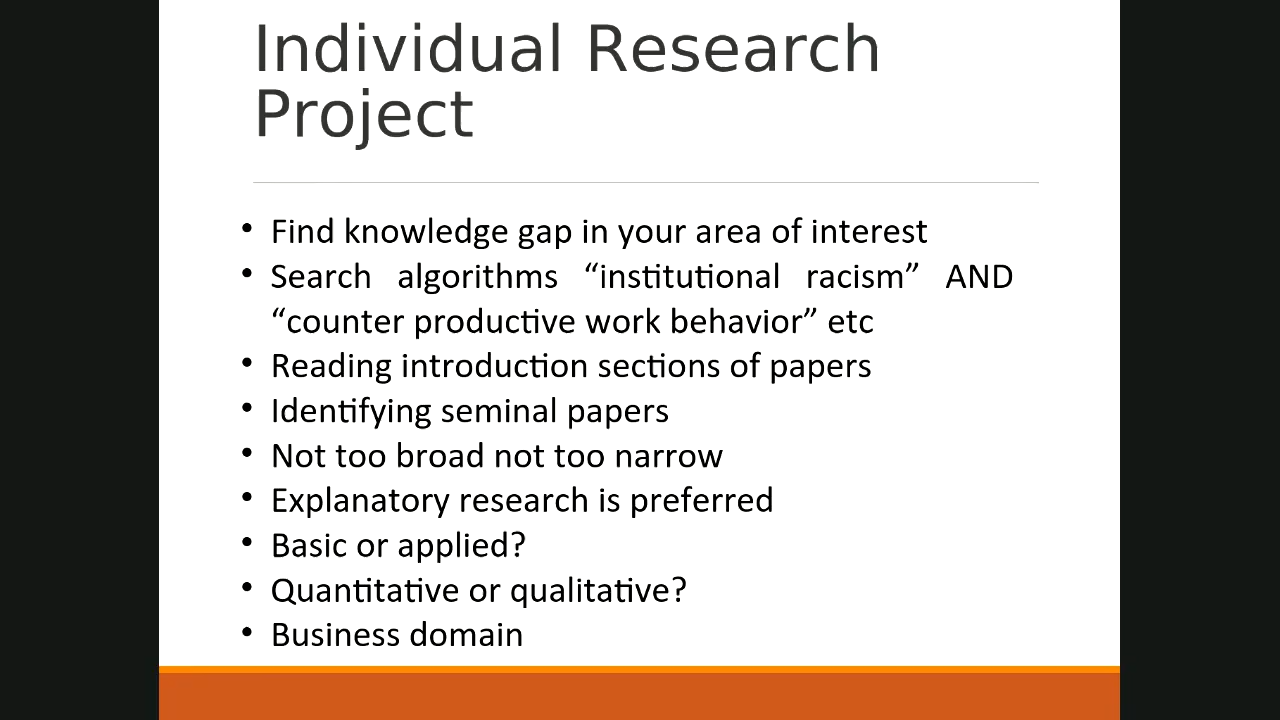 Individual Research
Project
• Find knowledge gap in your area of interest
• Search algorithms “institutional racism” AND
“counter productive work behavior” etc
• Reading introduction sections of papers
• Identifying seminal papers
• Not too broad not too narrow
• Explanatory research is preferred
• Basic or applied?
• Quantitative or qualitative?
• Business domain